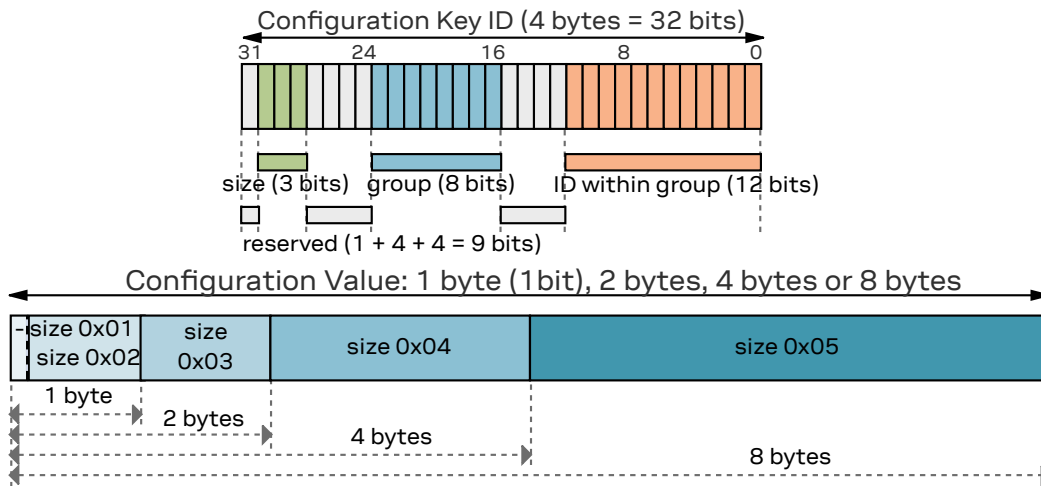 Configuration Key ID (4 bytes = 32 bits)
31 24 16 8 0
size (3 bits) group (8 bits) ID within group (12 bits)
reserved (1 + 4 + 4 = 9 bits)
Configuration Value: 1 byte (1bit), 2 bytes, 4 bytes or 8 bytes
- size 0x01
size 0x02
size
0x03
size 0x04
size 0x05
1 byte
2 bytes
4 bytes
8 bytes